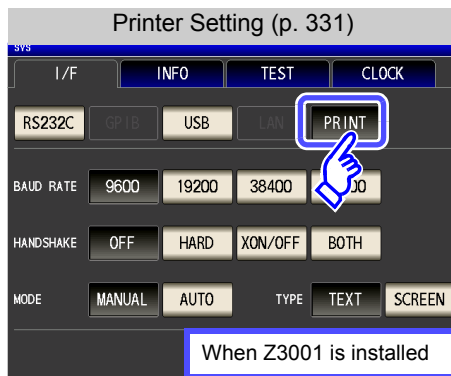 Printer Setting (p. 331)
SYS
I/F INFO TEST CLOCK
RS232C GPIB USB LAN PRINT
BAUD RATE 9600 19200 38400
HANDSHAKE OFF HARD XON/OFF BOTH
MODE MANUAL AUTO TYPE TEXT SCREEN
When Z3001 is installed